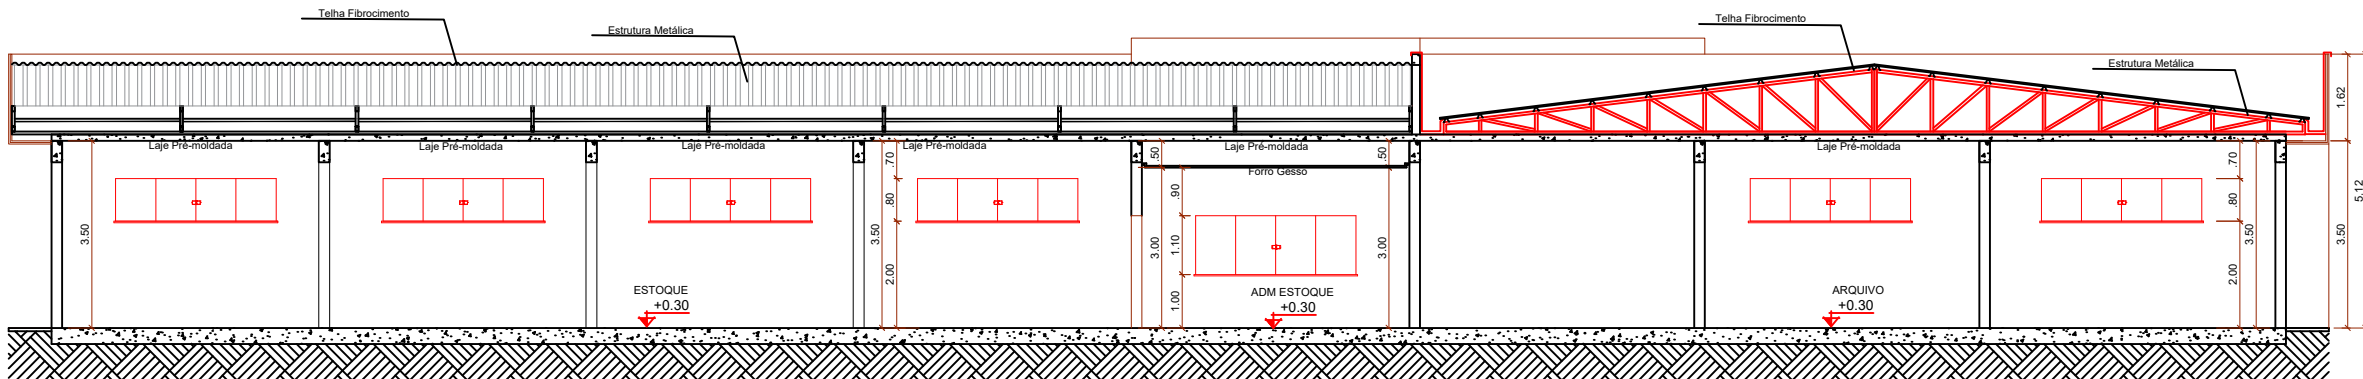 Telha Fibrocimento
Estrutura Metálica
Telha Fibrocimento
Estrutura Metálica
1.62
Laje Pré-moldada
Laje Pré-moldada
Laje Pré-moldada
Laje Pré-moldada
Laje Pré-moldada
Laje Pré-moldada
.70
.50
.50
.70
Forro Gesso
.80
.90
.80
5.12
3.50
3.50
3.00
1.10
3.00
3.50
3.50
2.00
2.00
1.00
ESTOQUE
+0.30
ADM ESTOQUE
+0.30
ARQUIVO
+0.30